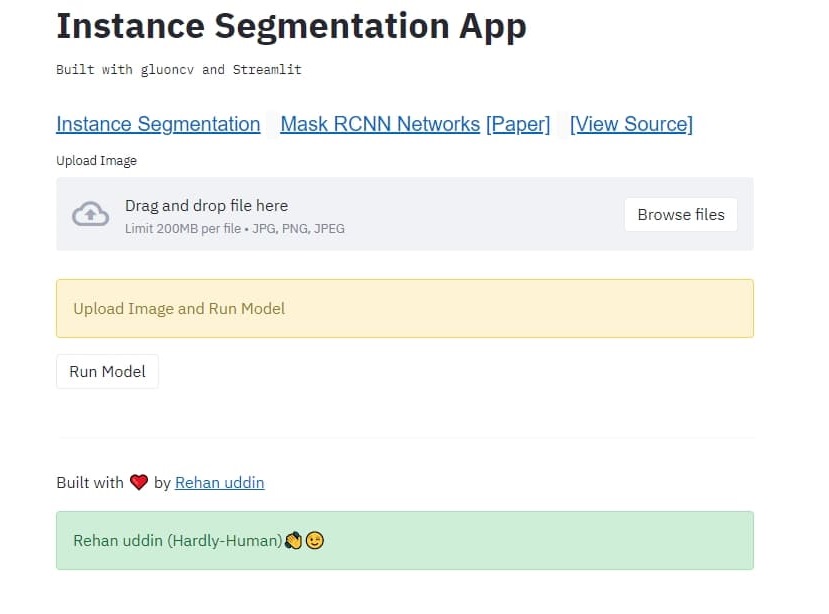 Instance Segmentation App
Built with gluoncv and Streamlit
Instance Segmentation Mask RCNN Networks [Paper] [View Source]
Upload Image
Drag and drop file here
Limit 200MB per file • JPG, PNG, JPEG
Browse files
Upload Image and Run Model
Run Model
Built with ❤️ by Rehan uddin
Rehan uddin (Hardly-Human)👏😉